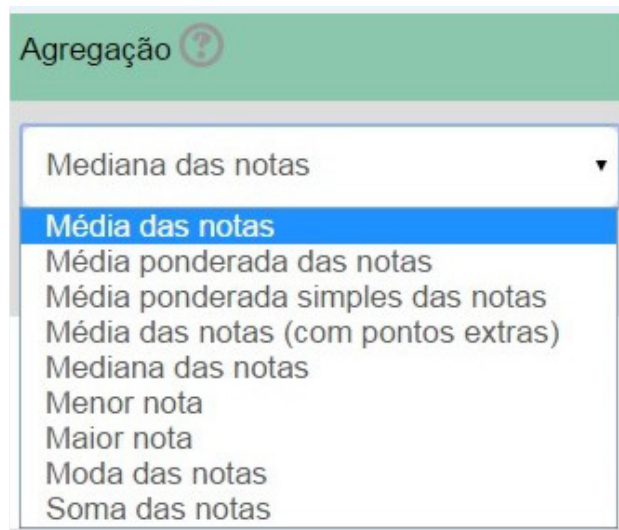 Agregação ?
Mediana das notas
Média das notas
Média ponderada das notas
Média ponderada simples das notas
Média das notas (com pontos extras)
Mediana das notas
Menor nota
Maior nota
Moda das notas
Soma das notas